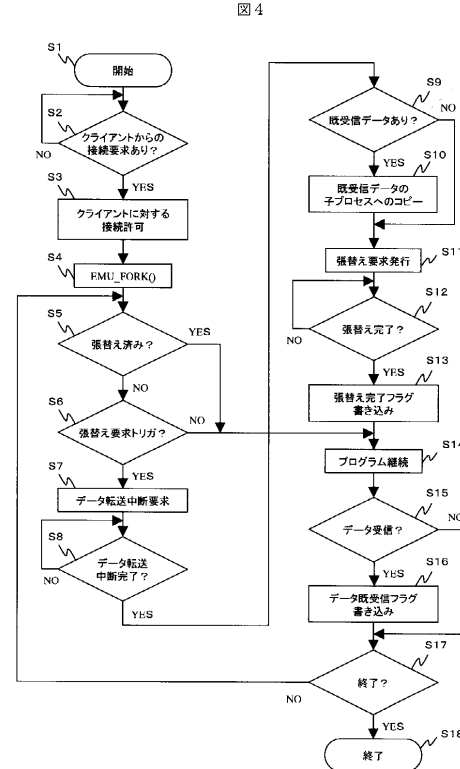 図4
S1
開始
S2
クライアントからの
接続要求あり？
NO
YES
S3
クライアントに対する
接続許可
S4
EMU_FORK()
S5
張替え済み？
YES
NO
S6
張替え要求トリガ？
NO
YES
S7
データ転送中断要求
S8
データ転送
中断完了？
NO
YES
S9
既受信データあり？
NO
YES
S10
既受信データの
子プロセスへのコピー
S11
張替え要求発行
S12
張替え完了？
NO
YES
S13
張替え完了フラグ
書き込み
S14
プログラム継続
S15
データ受信？
NO
YES
S16
データ既受信フラグ
書き込み
S17
終了？
NO
YES
S18
終了